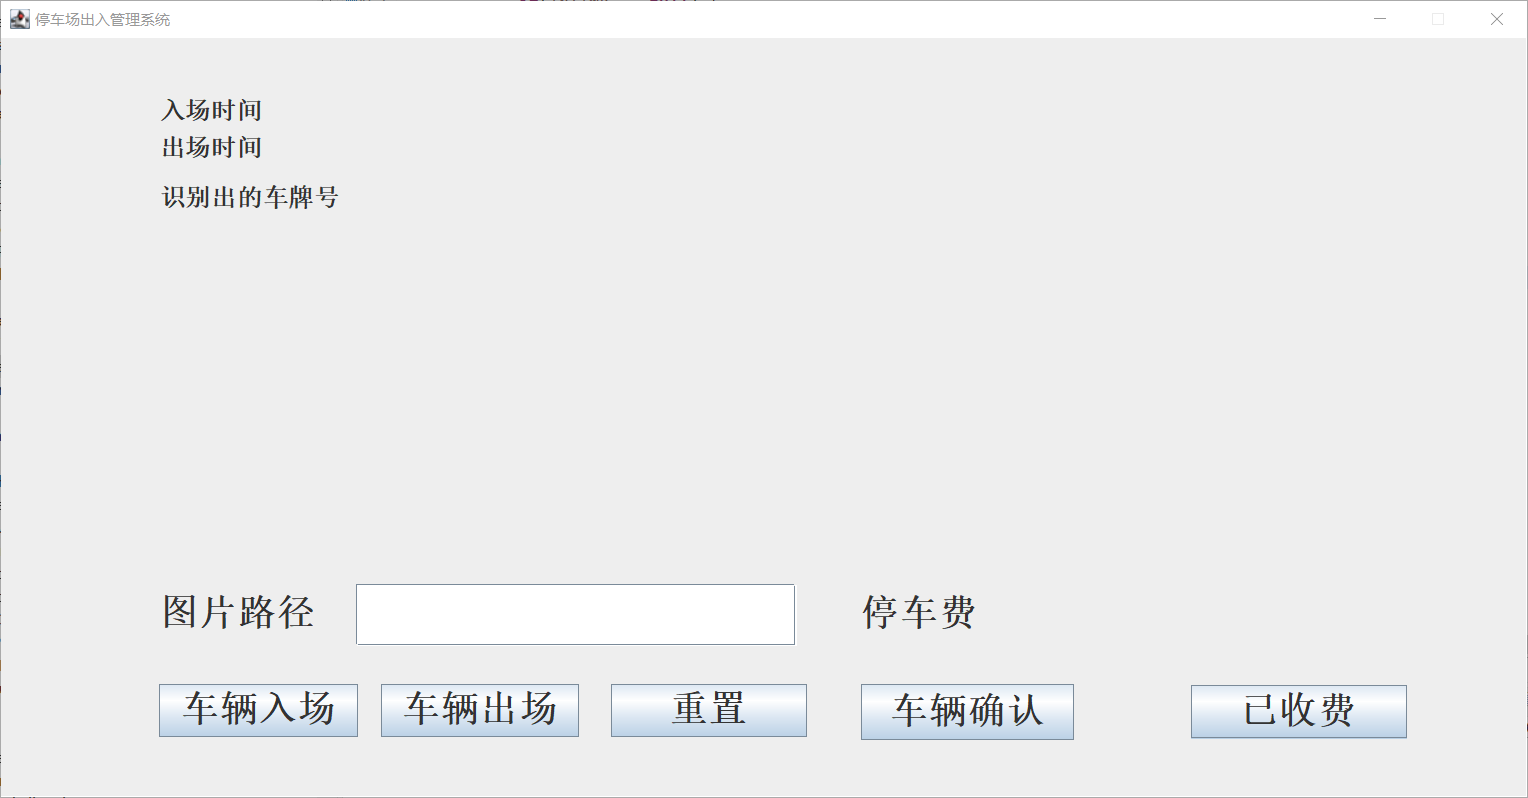 停车场出入管理系统
入场时间
出场时间
识别出的车牌号
图片路径
停车费
车辆入场
车辆出场
重置
车辆确认
已收费